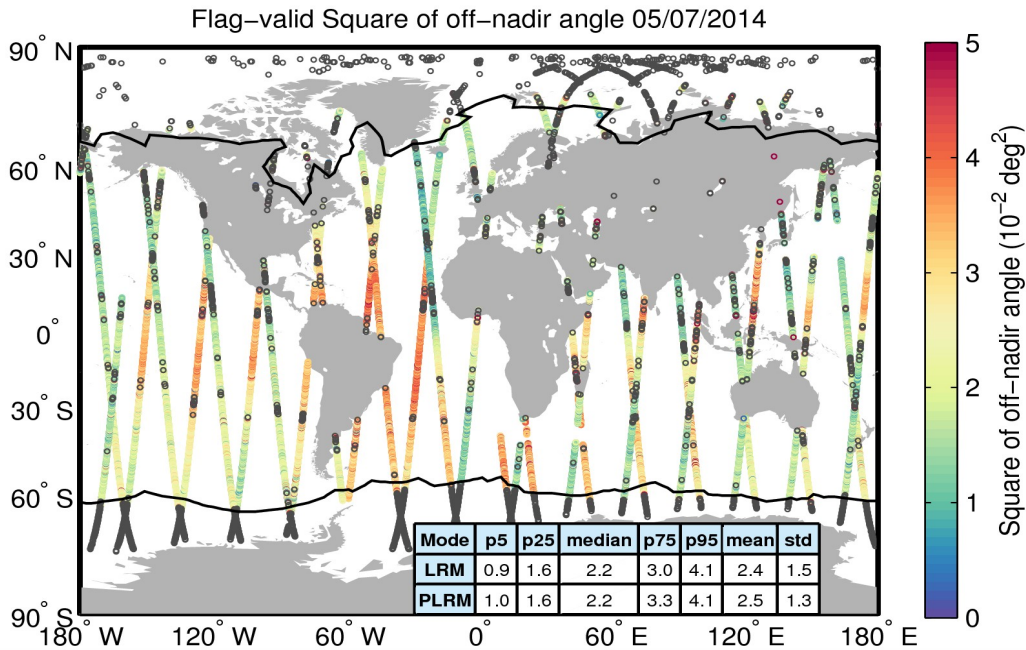 Flag−valid Square of off−nadir angle 05/07/2014
90° N
60° N
30° N
0°
30° S
60° S
90° S
180° W
120° W
60° W
0°
60° E
120° E
180° E
Mode p5 p25 median p75 p95 mean std
LRM 0.9 1.6 2.2 3.0 4.1 2.4 1.5
PLRM 1.0 1.6 2.2 3.3 4.1 2.5 1.3
5
4
3
2
1
0
Square of off−nadir angle (10⁻² deg²)